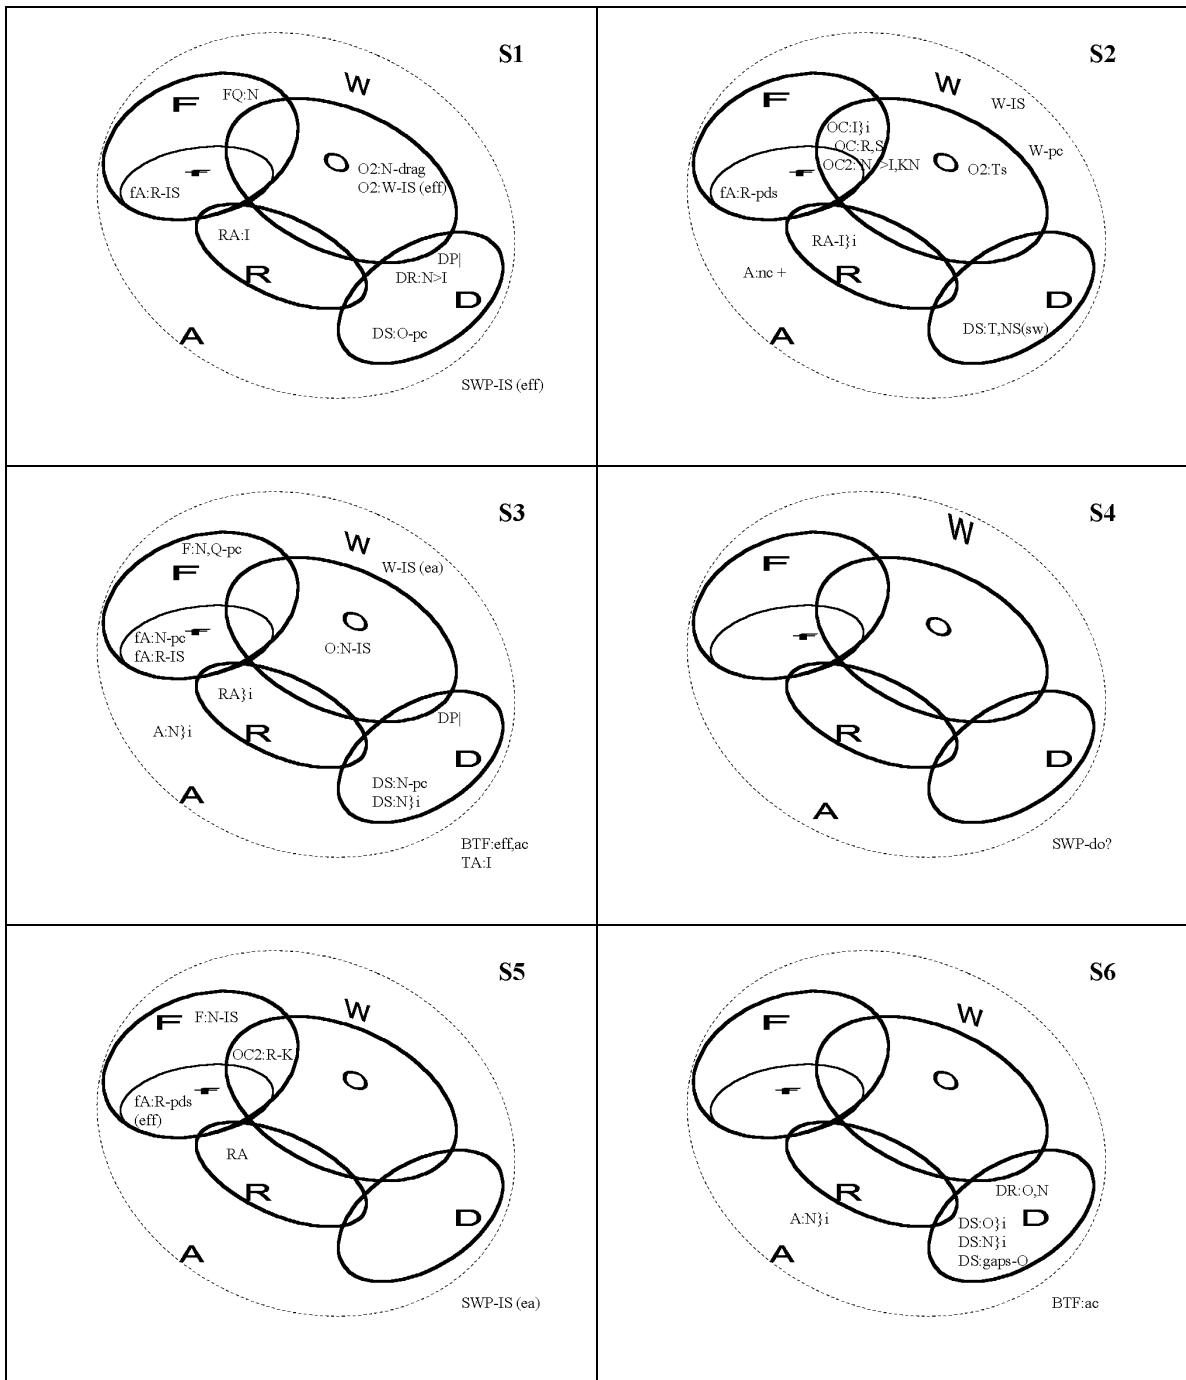 S1
W
F
FQ:N
O
O2:N-drag
O2:W-IS (eff)
f
fA:R-IS
RA:I
R
DP|
DR:N>I
D
DS:O-pc
A
SWP-IS (eff)
S2
W
W-IS
F
OC:I}i
OC:R,S
OC2: N->I,KN
W-pc
O
O2:Ts
f
fA:R-pds
RA-I}i
A:nc +
R
D
DS:T,NS(sw)
A
S3
W
F:N,Q-pc
F
W-IS (ea)
O
f
fA:N-pc
fA:R-IS
O:N-IS
RA}i
A:N}i
R
DP|
D
DS:N-pc
DS:N}i
A
BTF:eff,ac
TA:I
S4
W
F
O
f
R
D
A
SWP-do?
S5
W
F
F:N-IS
OC2:R-K
O
f
fA:R-pds
(eff)
RA
R
D
A
SWP-IS (ea)
S6
W
F
O
f
R
DR:O,N
A:N}i
D
DS:O}i
DS:N}i
DS:gaps-O
A
BTF:ac